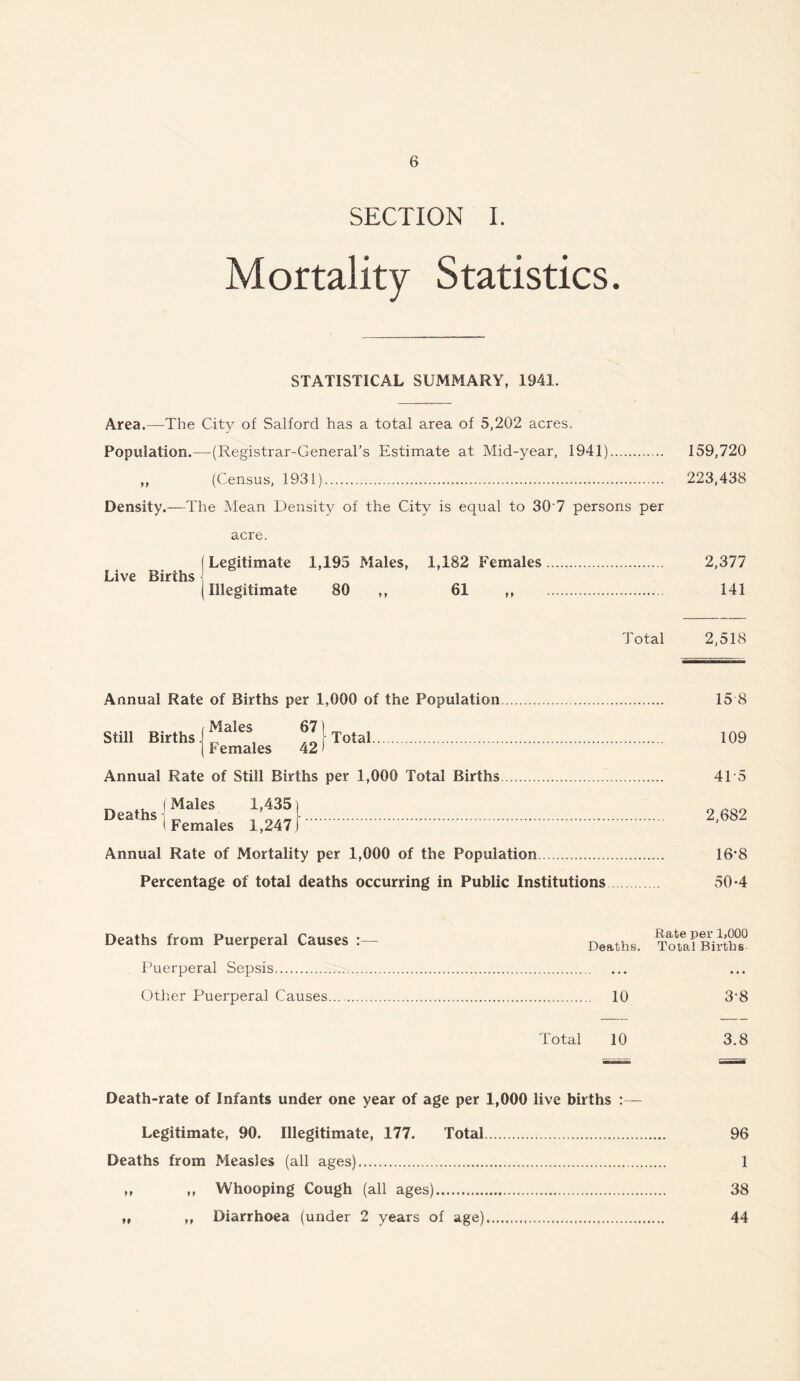 6
SECTION I.
Mortality Statistics.
STATISTICAL SUMMARY, 1941.
Area.—The City of Salford has a total area of 5,202 acres.
Population.—(Registrar-General's Estimate at Mid-year, 1941)............ 159,720
,, (Census, 1931)............ 223,438
Density.—The Mean Density of the City is equal to 30·7 persons per
acre.
Live Births { Legitimate 1,195 Males, 1,182 Females............ 2,377
{ Illegitimate 80 ,, 61 ,, ............ 141
Total 2,518
Annual Rate of Births per 1,000 of the Population............ 15·8
Still Births { Males 67 } Total............ 109
{ Females 42 }
Annual Rate of Still Births per 1,000 Total Births............ 41·5
Deaths { Males 1,435 } ............ 2,682
{ Females 1,247 }
Annual Rate of Mortality per 1,000 of the Population............ 16·8
Percentage of total deaths occurring in Public Institutions............ 50·4
Deaths from Puerperal Causes :— Deaths. Rate per 1,000 Total Births.
Puerperal Sepsis............ ... ...
Other Puerperal Causes............ 10 3·8
Total 10 3.8
Death-rate of Infants under one year of age per 1,000 live births :—
Legitimate, 90. Illegitimate, 177. Total............ 96
Deaths from Measles (all ages)............ 1
,, ,, Whooping Cough (all ages)............ 38
,, ,, Diarrhoea (under 2 years of age)............ 44